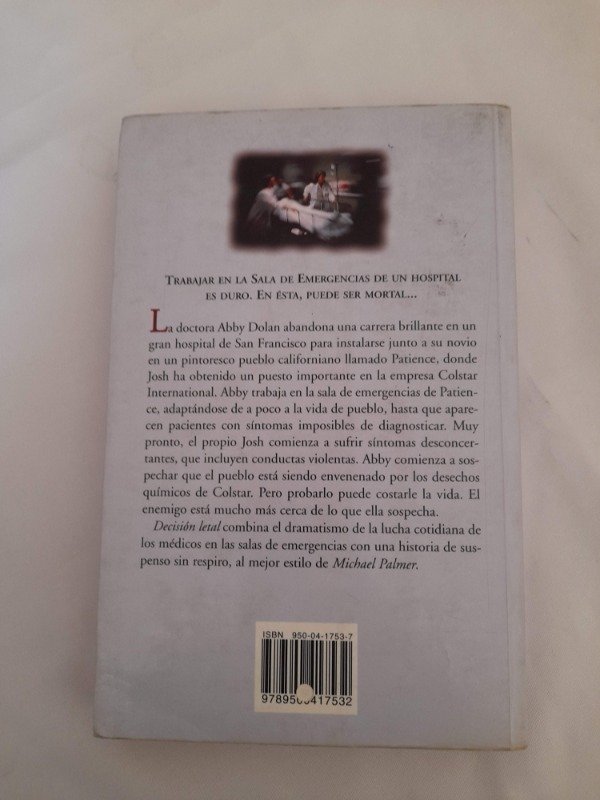 TRABAJAR EN LA SALA DE EMERGENCIAS DE UN HOSPITAL
ES DURO. EN ÉSTA, PUEDE SER MORTAL...
La doctora Abby Dolan abandona una carrera brillante en un
gran hospital de San Francisco para instalarse junto a su novio
en un pintoresco pueblo californiano llamado Patience, donde
Josh ha obtenido un puesto importante en la empresa Colstar
International. Abby trabaja en la sala de emergencias de Patien-
ce, adaptándose de a poco a la vida de pueblo, hasta que apare-
cen pacientes con síntomas imposibles de diagnosticar. Muy
pronto, el propio Josh comienza a sufrir síntomas desconcer-
tantes, que incluyen conductas violentas. Abby comienza a sos-
pechar que el pueblo está siendo envenenado por los desechos
químicos de Colstar. Pero probarlo puede costarle la vida. El
enemigo está mucho más cerca de lo que ella sospecha.
Decisión letal combina el dramatismo de la lucha cotidiana de
los médicos en las salas de emergencias con una historia de sus-
penso sin respiro, al mejor estilo de Michael Palmer.
ISBN 950-04-1753-7